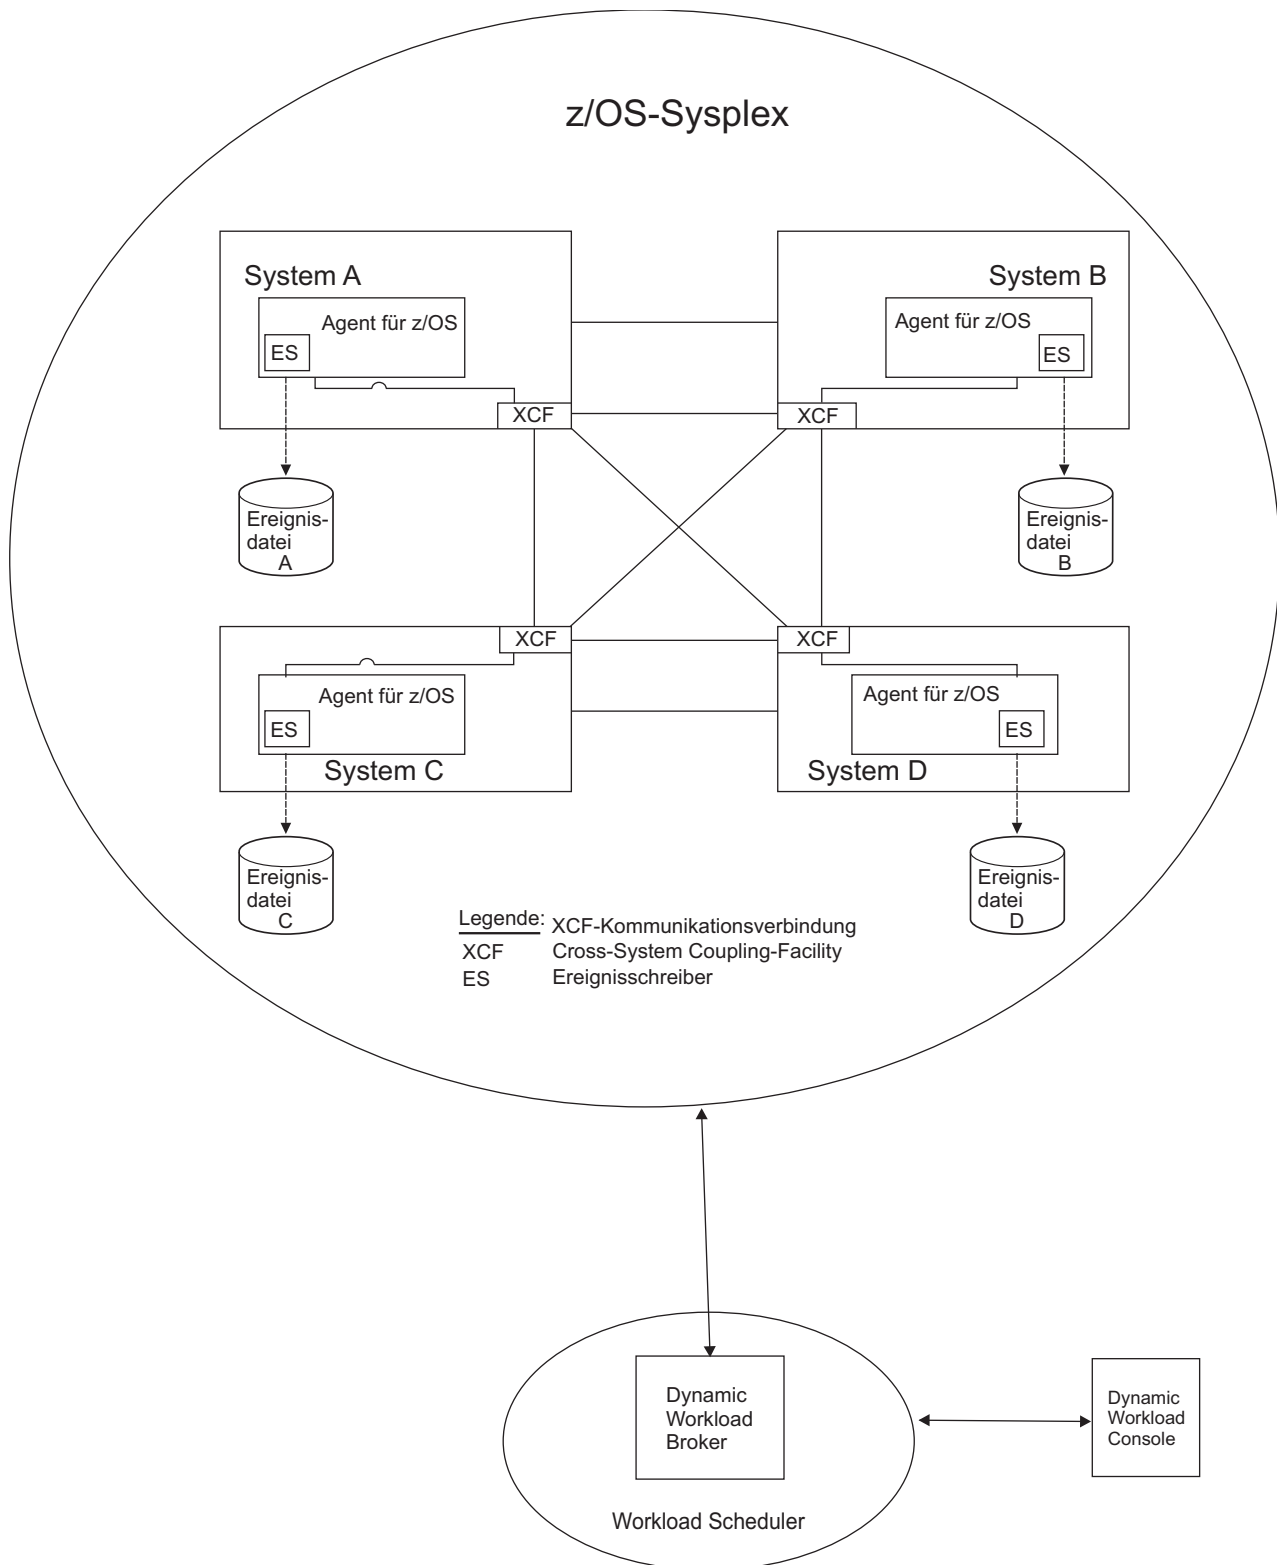 z/OS-Sysplex
System A
Agent für z/OS
ES
XCF
System B
Agent für z/OS
ES
XCF
Ereignis-
datei
A
Ereignis-
datei
B
XCF
Agent für z/OS
ES
System C
XCF
Agent für z/OS
ES
System D
Ereignis-
datei
C
Ereignis-
datei
D
Legende: XCF-Kommunikationsverbindung
XCF Cross-System Coupling-Facility
ES Ereignisschreiber
Dynamic
Workload
Broker
Workload Scheduler
Dynamic
Workload
Console